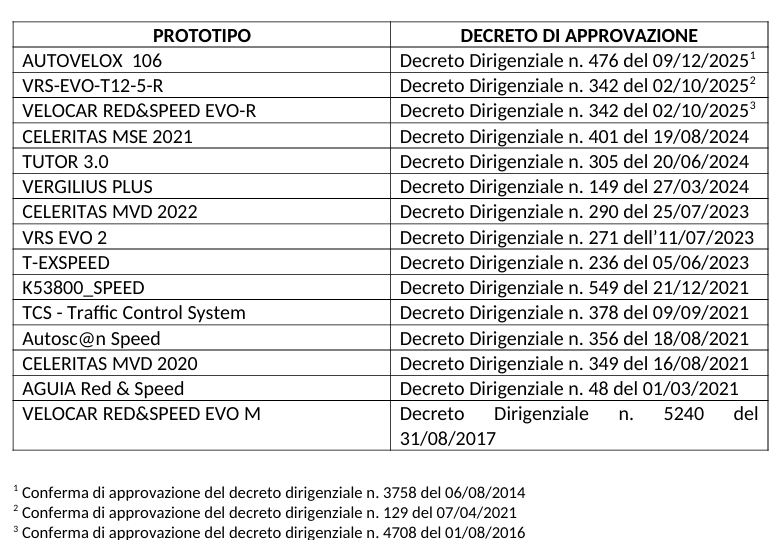 PROTOTIPO DECRETO DI APPROVAZIONE
AUTOVELOX 106 Decreto Dirigenziale n. 476 del 09/12/2025¹
VRS-EVO-T12-5-R Decreto Dirigenziale n. 342 del 02/10/2025²
VELOCAR RED&SPEED EVO-R Decreto Dirigenziale n. 342 del 02/10/2025³
CELERITAS MSE 2021 Decreto Dirigenziale n. 401 del 19/08/2024
TUTOR 3.0 Decreto Dirigenziale n. 305 del 20/06/2024
VERGILIUS PLUS Decreto Dirigenziale n. 149 del 27/03/2024
CELERITAS MVD 2022 Decreto Dirigenziale n. 290 del 25/07/2023
VRS EVO 2 Decreto Dirigenziale n. 271 dell’11/07/2023
T-EXSPEED Decreto Dirigenziale n. 236 del 05/06/2023
K53800_SPEED Decreto Dirigenziale n. 549 del 21/12/2021
TCS - Traffic Control System Decreto Dirigenziale n. 378 del 09/09/2021
Autosc@n Speed Decreto Dirigenziale n. 356 del 18/08/2021
CELERITAS MVD 2020 Decreto Dirigenziale n. 349 del 16/08/2021
AGUIA Red & Speed Decreto Dirigenziale n. 48 del 01/03/2021
VELOCAR RED&SPEED EVO M Decreto Dirigenziale n. 5240 del
31/08/2017
¹ Conferma di approvazione del decreto dirigenziale n. 3758 del 06/08/2014
² Conferma di approvazione del decreto dirigenziale n. 129 del 07/04/2021
³ Conferma di approvazione del decreto dirigenziale n. 4708 del 01/08/2016